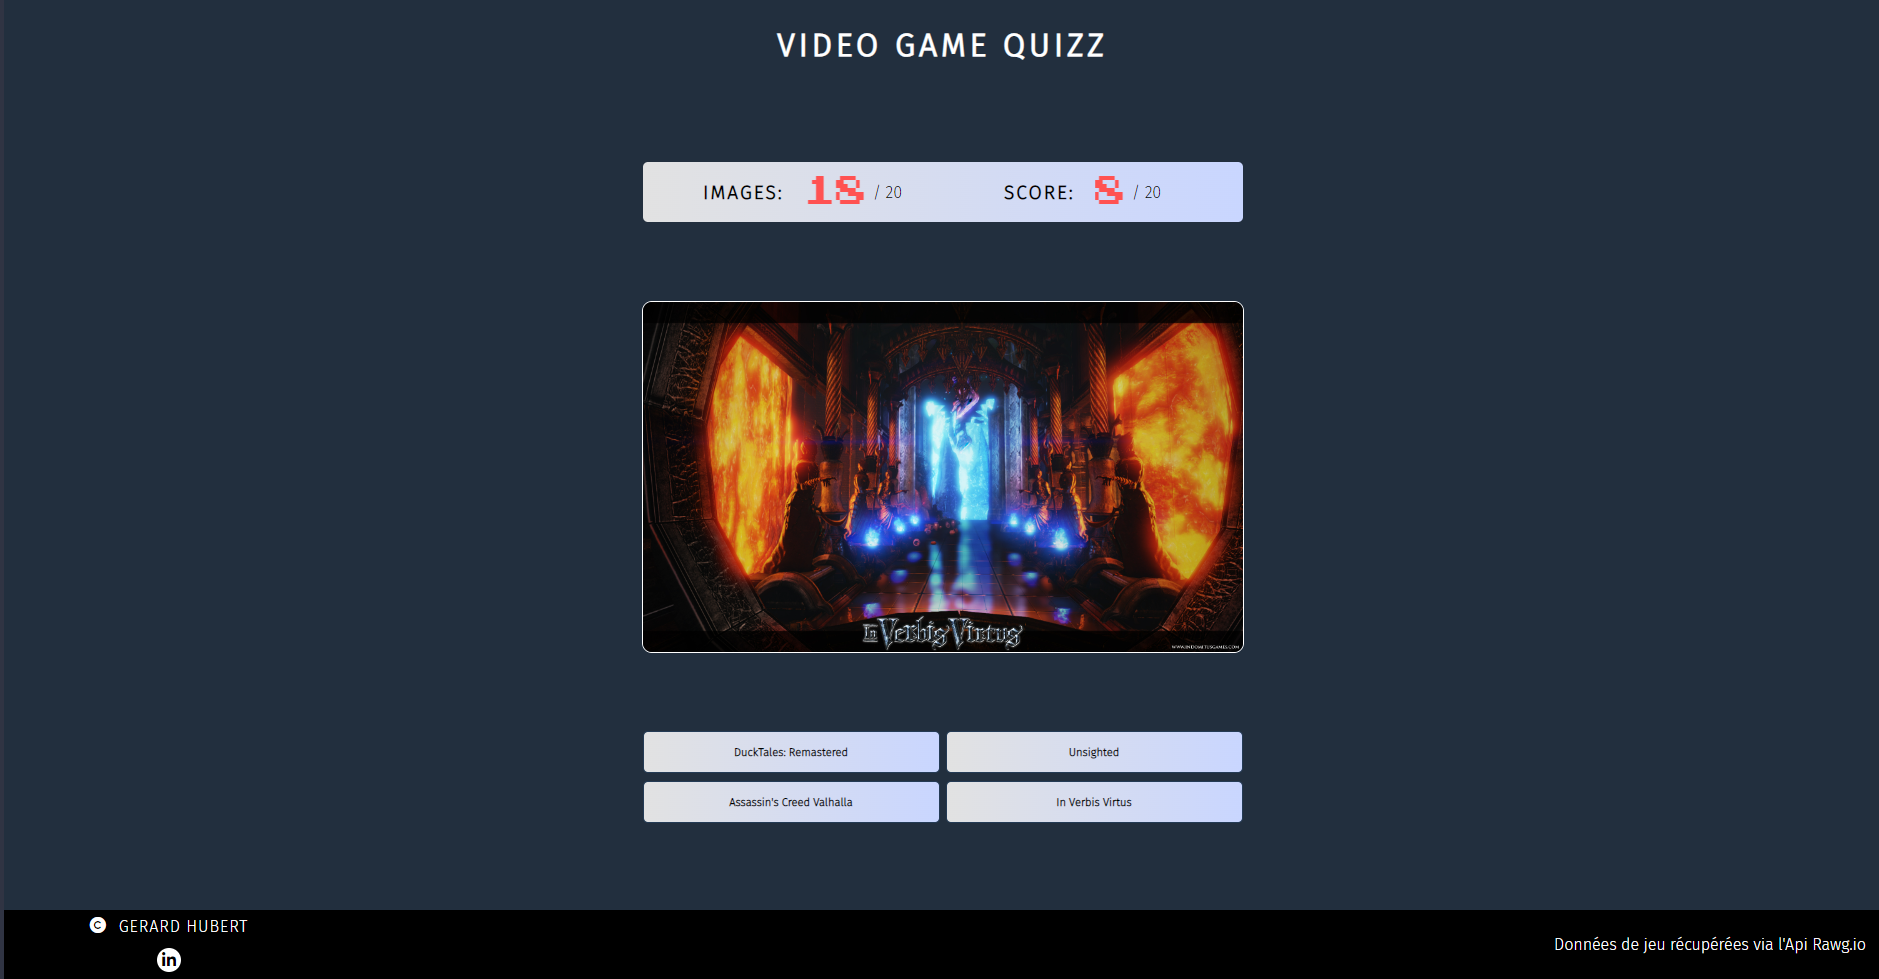 VIDEO GAME QUIZZ
IMAGES: 18 / 20 SCORE: 8 / 20
In Verbis Virtus
WWW.INDOMITUSGAMES.COM
DuckTales: Remastered
Unsighted
Assassin's Creed Valhalla
In Verbis Virtus
C GERARD HUBERT
in
Données de jeu récupérées via l'Api Rawg.io